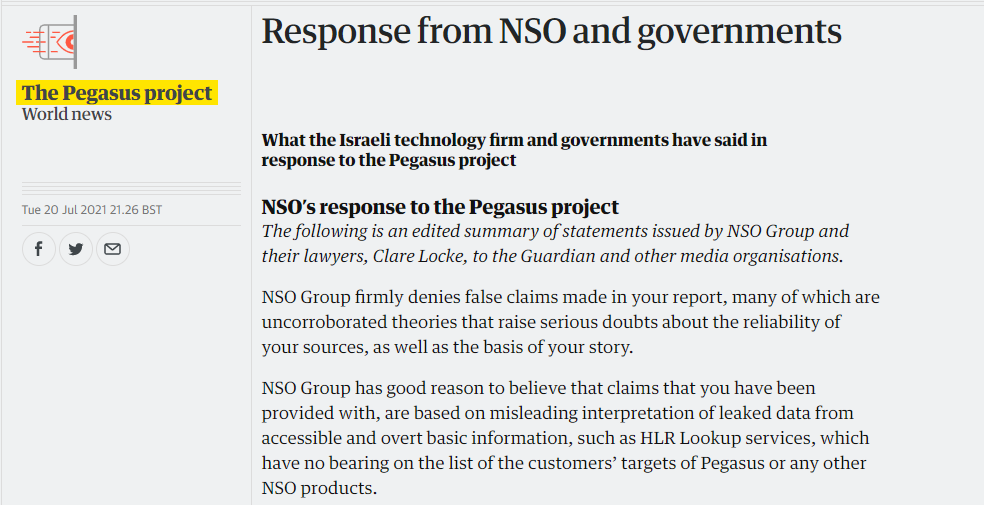 Response from NSO and governments
The Pegasus project
World news
Tue 20 Jul 2021 21.26 BST
What the Israeli technology firm and governments have said in
response to the Pegasus project
NSO’s response to the Pegasus project
The following is an edited summary of statements issued by NSO Group and
their lawyers, Clare Locke, to the Guardian and other media organisations.
NSO Group firmly denies false claims made in your report, many of which are
uncorroborated theories that raise serious doubts about the reliability of
your sources, as well as the basis of your story.
NSO Group has good reason to believe that claims that you have been
provided with, are based on misleading interpretation of leaked data from
accessible and overt basic information, such as HLR Lookup services, which
have no bearing on the list of the customers’ targets of Pegasus or any other
NSO products.